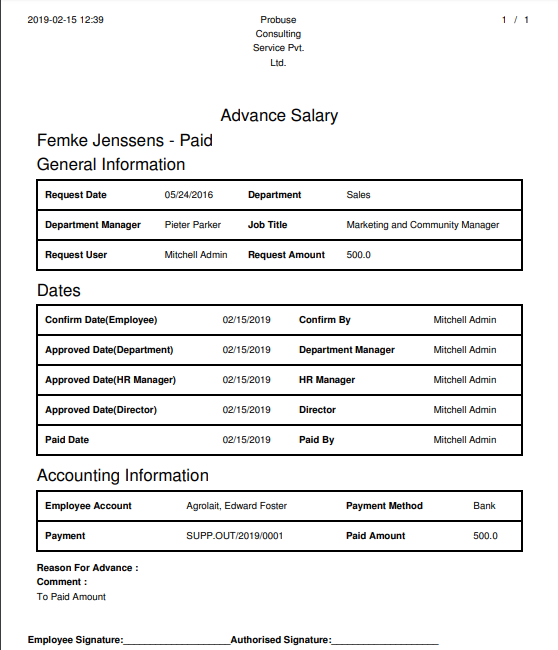 2019-02-15 12:39 Probuse 1 / 1
Consulting
Service Pvt.
Ltd.
Advance Salary
Femke Jenssens - Paid
General Information
Request Date 05/24/2016 Department Sales
Department Manager Pieter Parker Job Title Marketing and Community Manager
Request User Mitchell Admin Request Amount 500.0
Dates
Confirm Date(Employee) 02/15/2019 Confirm By Mitchell Admin
Approved Date(Department) 02/15/2019 Department Manager Mitchell Admin
Approved Date(HR Manager) 02/15/2019 HR Manager Mitchell Admin
Approved Date(Director) 02/15/2019 Director Mitchell Admin
Paid Date 02/15/2019 Paid By Mitchell Admin
Accounting Information
Employee Account Agrolait, Edward Foster Payment Method Bank
Payment SUPP.OUT/2019/0001 Paid Amount 500.0
Reason For Advance :
Comment :
To Paid Amount
Employee Signature:____________________Authorised Signature:____________________